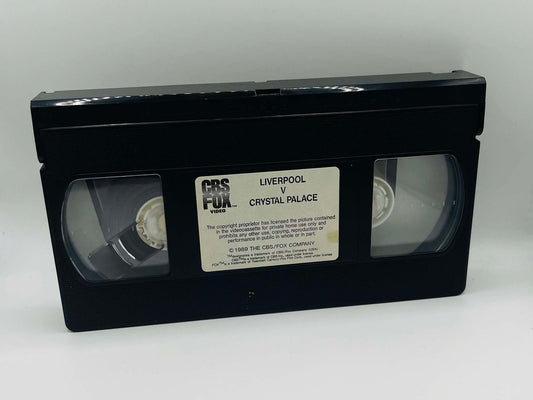 CBS
FOX™
VIDEO
LIVERPOOL
V
CRYSTAL PALACE
The copyright proprietor has licensed the picture contained
in the videocassette for private home use only and
prohibits any other use, copying, reproduction or
performance in public in whole or in part.
© 1989 THE CBS/FOX COMPANY